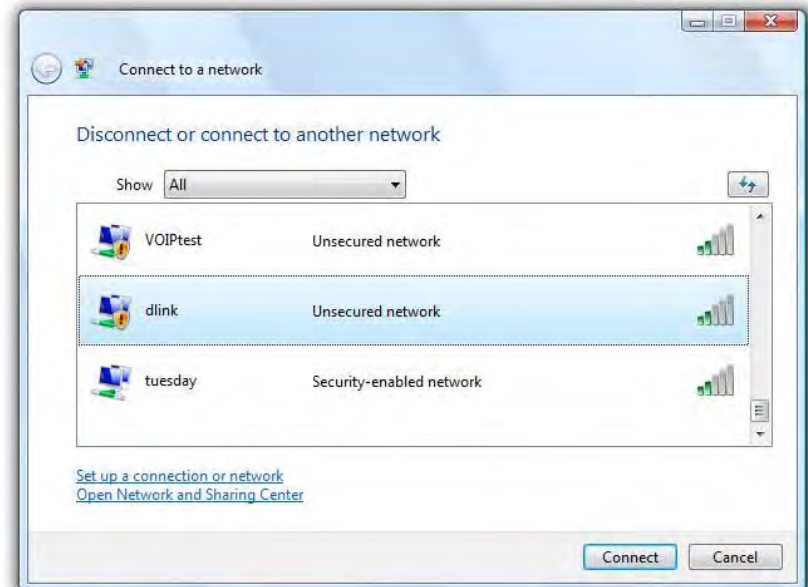 Connect to a network
Disconnect or connect to another network
Show All
VOIPtest Unsecured network
dlink Unsecured network
tuesday Security-enabled network
Set up a connection or network
Open Network and Sharing Center
Connect Cancel